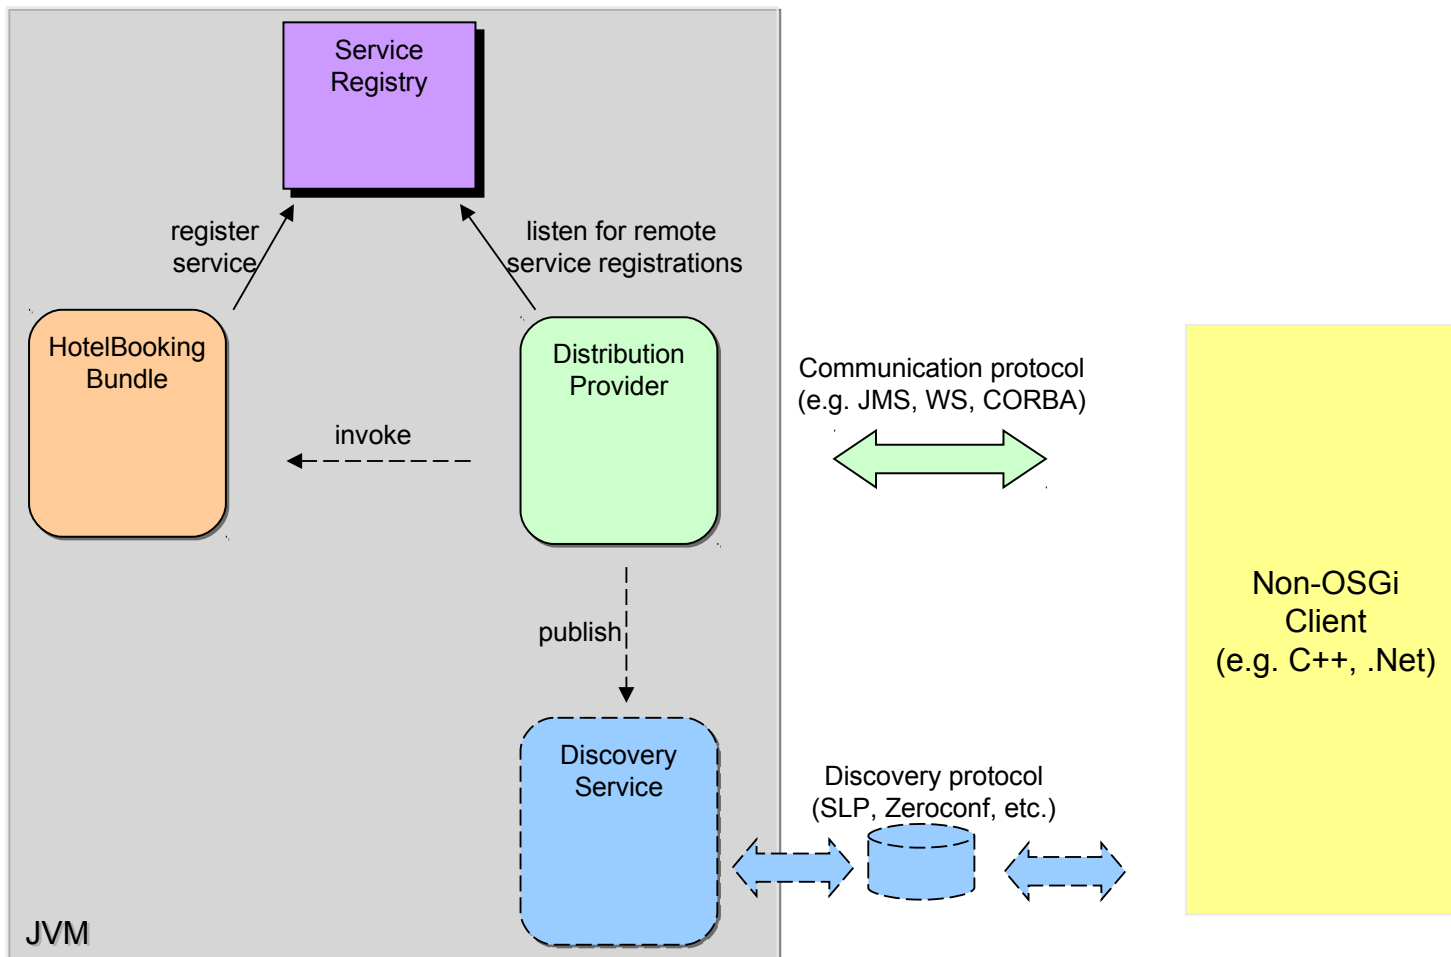 Service
Registry
register
service
listen for remote
service registrations
HotelBooking
Bundle
Distribution
Provider
Communication protocol
(e.g. JMS, WS, CORBA)
invoke
Non-OSGi
Client
(e.g. C++, .Net)
publish
Discovery
Service
Discovery protocol
(SLP, Zeroconf, etc.)
JVM